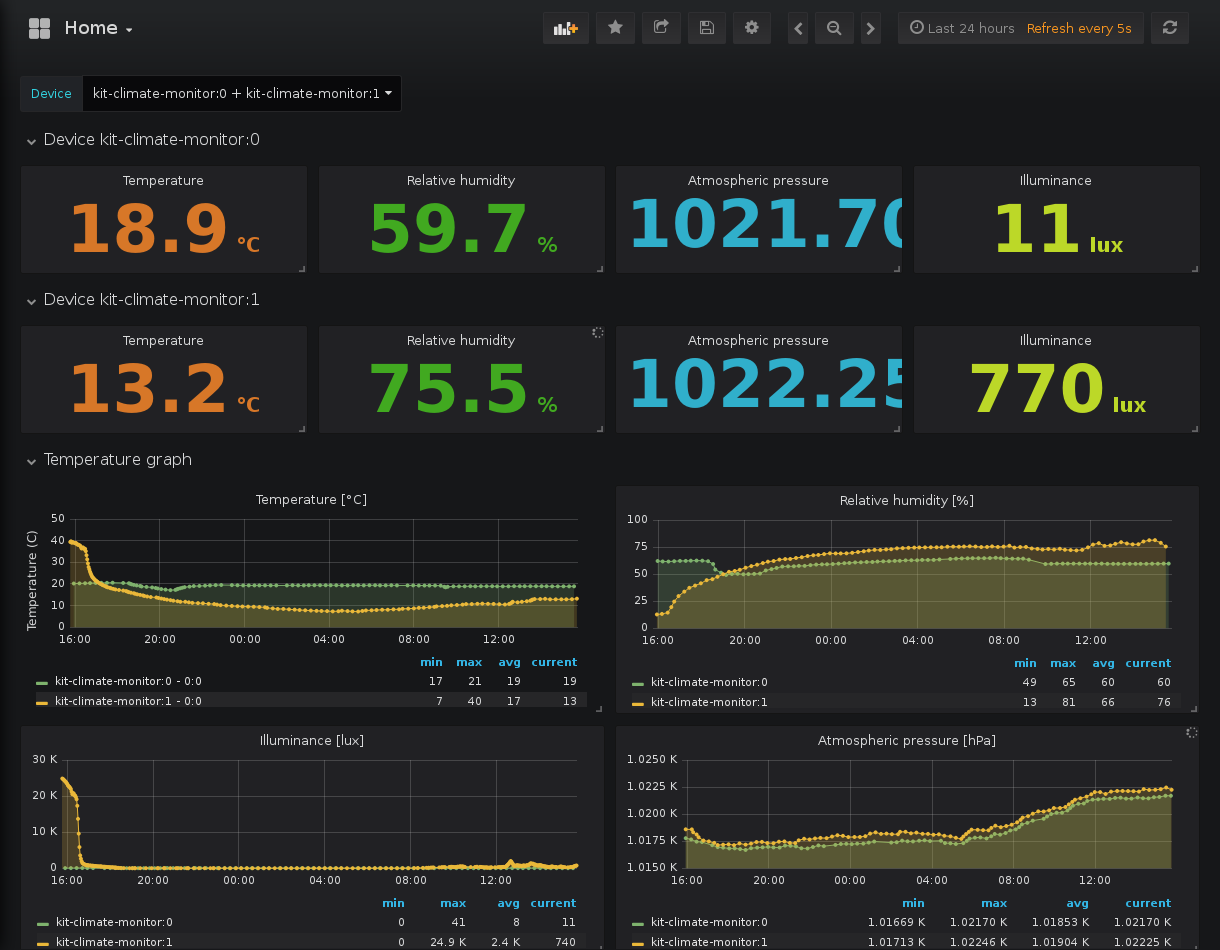 Home
Last 24 hours Refresh every 5s
Device kit-climate-monitor:0 + kit-climate-monitor:1
Device kit-climate-monitor:0
Temperature Relative humidity Atmospheric pressure Illuminance
18.9 °C 59.7 % 1021.70 11 lux
Device kit-climate-monitor:1
Temperature Relative humidity Atmospheric pressure Illuminance
13.2 °C 75.5 % 1022.25 770 lux
Temperature graph
Temperature [°C]
Temperature (C)
50
40
30
20
10
0
16:00 20:00 00:00 04:00 08:00 12:00
min max avg current
kit-climate-monitor:0 - 0:0 17 21 19 19
kit-climate-monitor:1 - 0:0 7 40 17 13
Relative humidity [%]
100
75
50
25
0
16:00 20:00 00:00 04:00 08:00 12:00
min max avg current
kit-climate-monitor:0 49 65 60 60
kit-climate-monitor:1 13 81 66 76
Illuminance [lux]
30 K
20 K
10 K
0
16:00 20:00 00:00 04:00 08:00 12:00
min max avg current
kit-climate-monitor:0 0 41 8 11
kit-climate-monitor:1 0 24.9 K 2.4 K 740
Atmospheric pressure [hPa]
1.0250 K
1.0225 K
1.0200 K
1.0175 K
1.0150 K
16:00 20:00 00:00 04:00 08:00 12:00
min max avg current
kit-climate-monitor:0 1.01669 K 1.02170 K 1.01853 K 1.02170 K
kit-climate-monitor:1 1.01713 K 1.02246 K 1.01904 K 1.02225 K